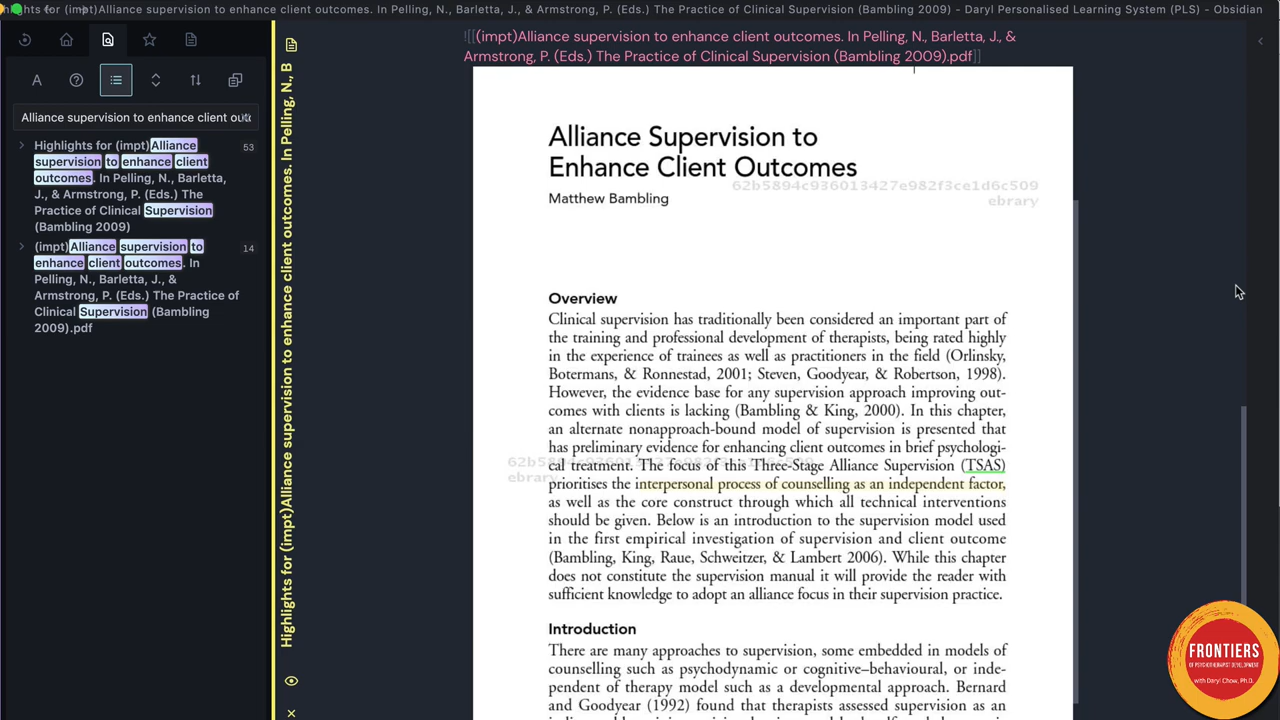 Highlights for (impt)Alliance supervision to enhance client outcomes. In Pelling, N., Barletta, J., & Armstrong, P. (Eds.) The Practice of Clinical Supervision (Bambling 2009) - Daryl Personalised Learning System (PLS) - Obsidian
Alliance supervision to enhance client out
Highlights for (impt)Alliance
supervision to enhance client
outcomes. In Pelling, N., Barletta,
J., & Armstrong, P. (Eds.) The
Practice of Clinical Supervision
(Bambling 2009)
53
(impt)Alliance supervision to
enhance client outcomes. In
Pelling, N., Barletta, J., &
Armstrong, P. (Eds.) The Practice of
Clinical Supervision (Bambling
2009).pdf
14
Highlights for (impt)Alliance supervision to enhance client outcomes. In Pelling, N., B
![[(impt)Alliance supervision to enhance client outcomes. In Pelling, N., Barletta, J., &
Armstrong, P. (Eds.) The Practice of Clinical Supervision (Bambling 2009).pdf]]
Alliance Supervision to
Enhance Client Outcomes
62b5894c936013427e982f3ce1d6c509
ebrary
Matthew Bambling
Overview
Clinical supervision has traditionally been considered an important part of
the training and professional development of therapists, being rated highly
in the experience of trainees as well as practitioners in the field (Orlinsky,
Botermans, & Ronnestad, 2001; Steven, Goodyear, & Robertson, 1998).
However, the evidence base for any supervision approach improving out-
comes with clients is lacking (Bambling & King, 2000). In this chapter,
an alternate nonapproach-bound model of supervision is presented that
has preliminary evidence for enhancing client outcomes in brief psychologi-
cal treatment. The focus of this Three-Stage Alliance Supervision (TSAS)
prioritises the interpersonal process of counselling as an independent factor,
as well as the core construct through which all technical interventions
should be given. Below is an introduction to the supervision model used
in the first empirical investigation of supervision and client outcome
(Bambling, King, Raue, Schweitzer, & Lambert 2006). While this chapter
does not constitute the supervision manual it will provide the reader with
sufficient knowledge to adopt an alliance focus in their supervision practice.
ebrary
Introduction
There are many approaches to supervision, some embedded in models of
counselling such as psychodynamic or cognitive–behavioural, or inde-
pendent of therapy model such as a developmental approach. Bernard
and Goodyear (1992) found that therapists assessed supervision as an
FRONTIERS
OF PSYCHOTHERAPIST DEVELOPMENT
with Daryl Chow, Ph.D.